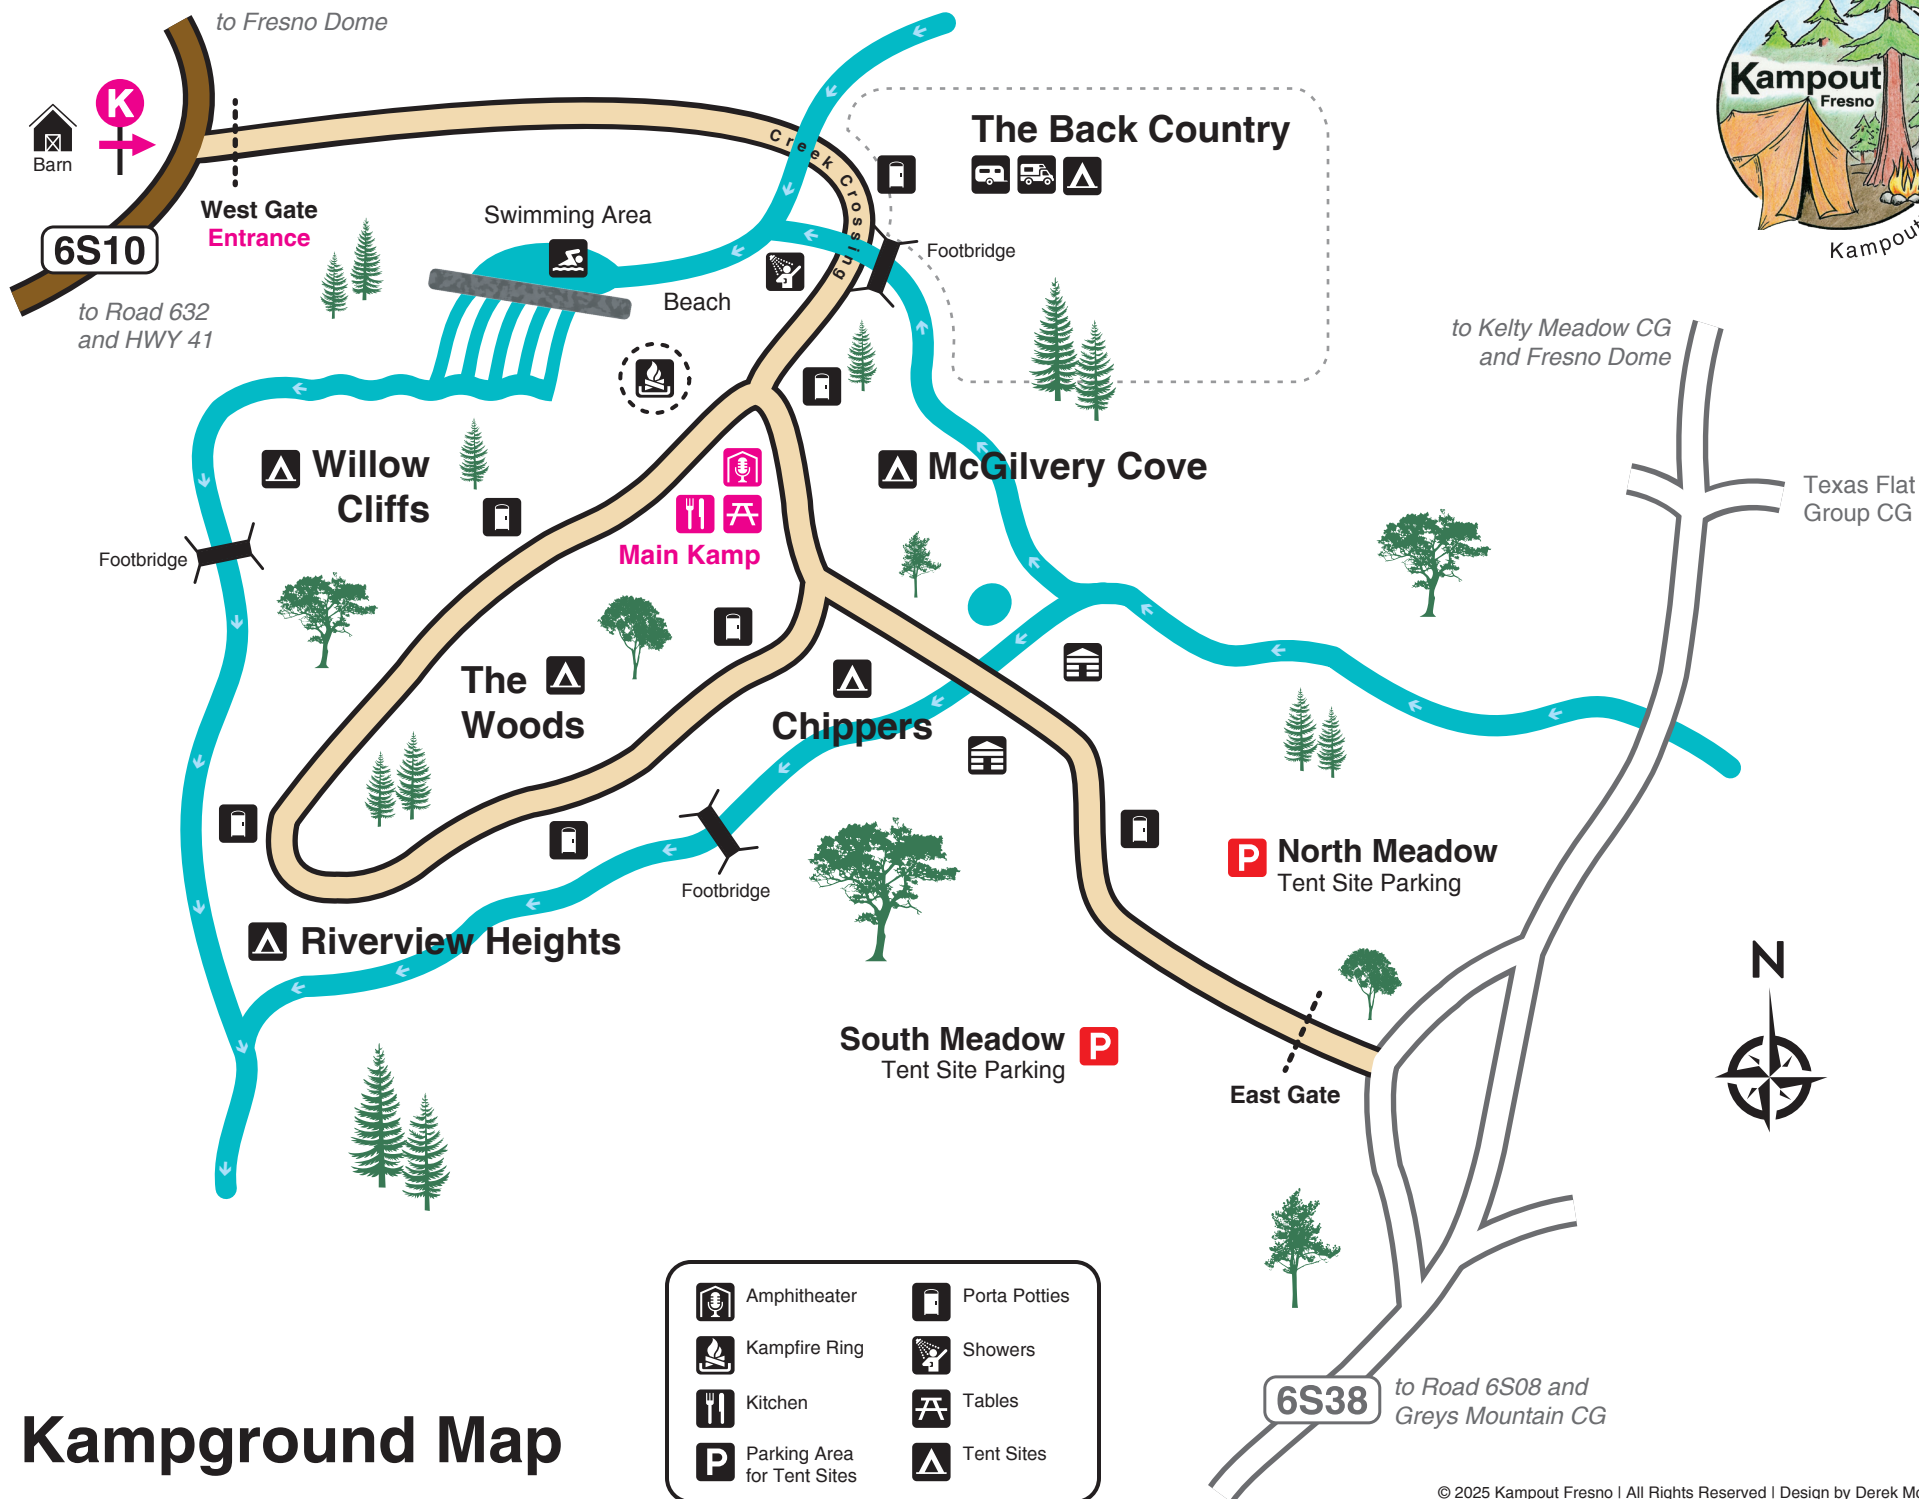 to Fresno Dome
Kampout
Fresno
Kampout
K
Barn
The Back Country
Creek Crossing
West Gate
Entrance
Swimming Area
6S10
Footbridge
Beach
to Road 632
and HWY 41
to Kelty Meadow CG
and Fresno Dome
Willow
Cliffs
McGilvery Cove
Texas Flat
Group CG
Main Kamp
Footbridge
The
Woods
Chippers
P
North Meadow
Tent Site Parking
Footbridge
Riverview Heights
N
South Meadow
Tent Site Parking
P
East Gate
Amphitheater
Porta Potties
Kampfire Ring
Showers
Kitchen
Tables
P
Parking Area
for Tent Sites
Tent Sites
6S38
to Road 6S08 and
Greys Mountain CG
Kampground Map
© 2025 Kampout Fresno | All Rights Reserved | Design by Derek